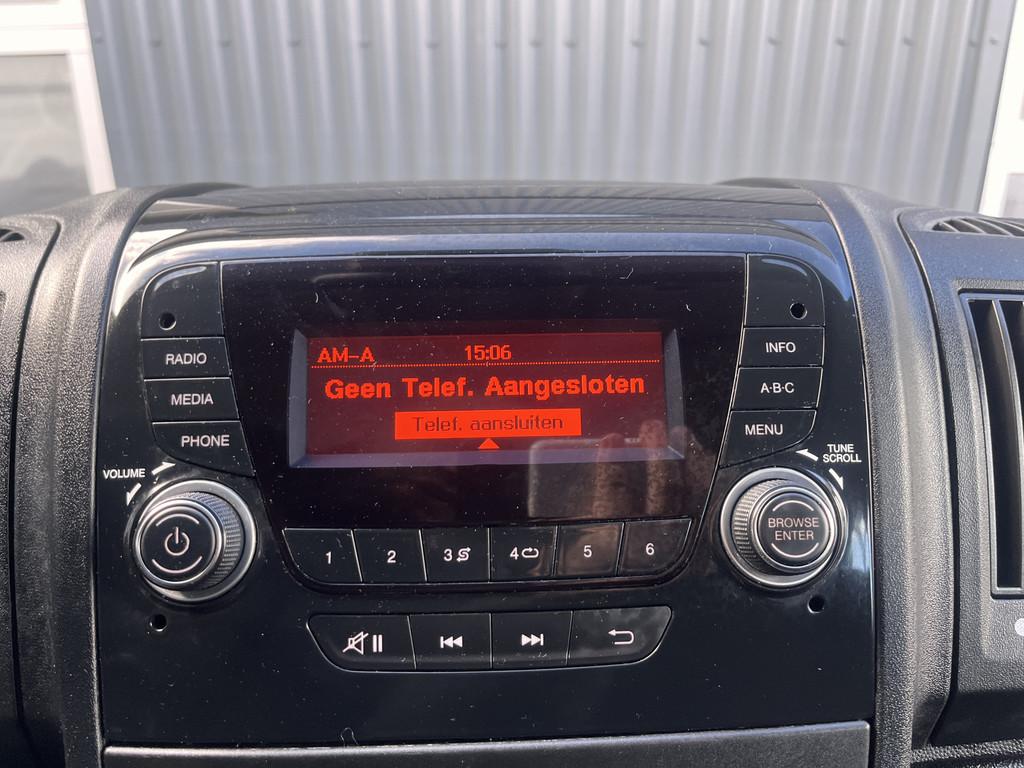 AM-A 15:06
Geen Telef. Aangesloten
Telef. aansluiten
RADIO
MEDIA
PHONE
VOLUME
INFO
A·B·C
MENU
TUNE
SCROLL
BROWSE
ENTER
1 2 3 4 5 6